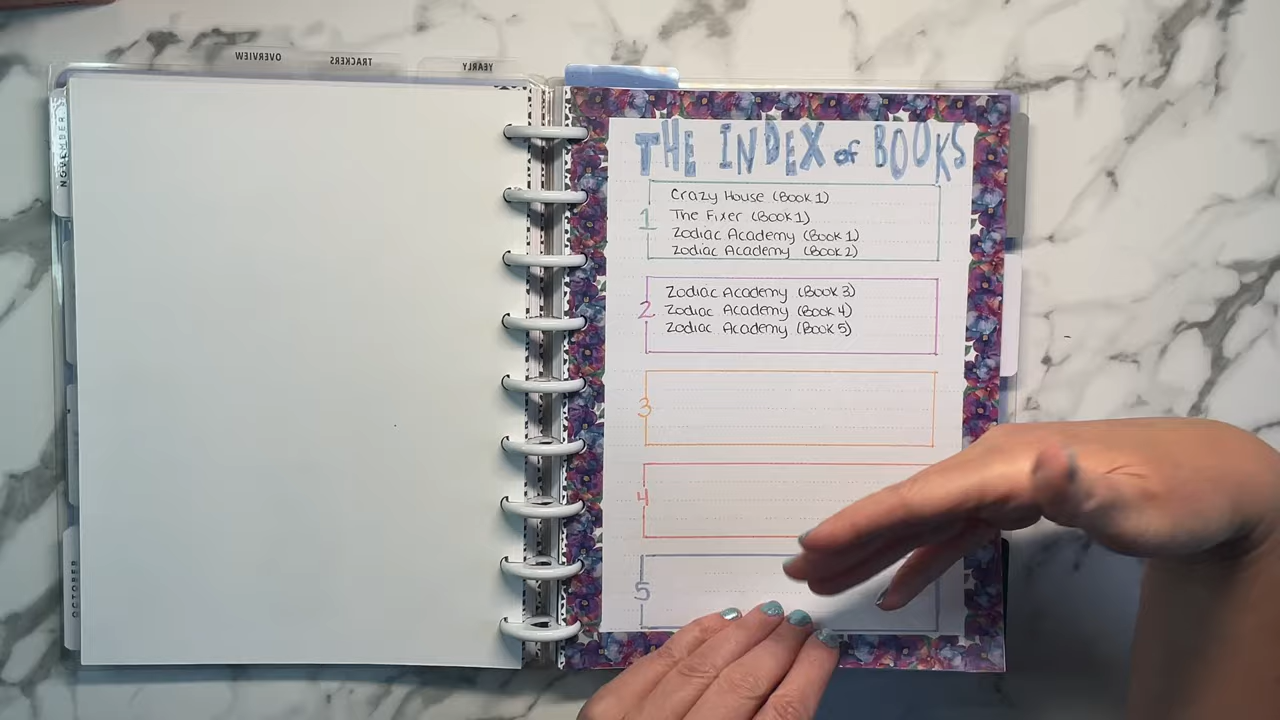 OVERVIEW
TRACKERS
YEARLY
NOVEMBER
OCTOBER
THE INDEX of BOOKS
1
Crazy House (Book 1)
The Fixer (Book 1)
Zodiac Academy (Book 1)
Zodiac Academy (Book 2)
2
Zodiac Academy (Book 3)
Zodiac Academy (Book 4)
Zodiac Academy (Book 5)
3
4
5